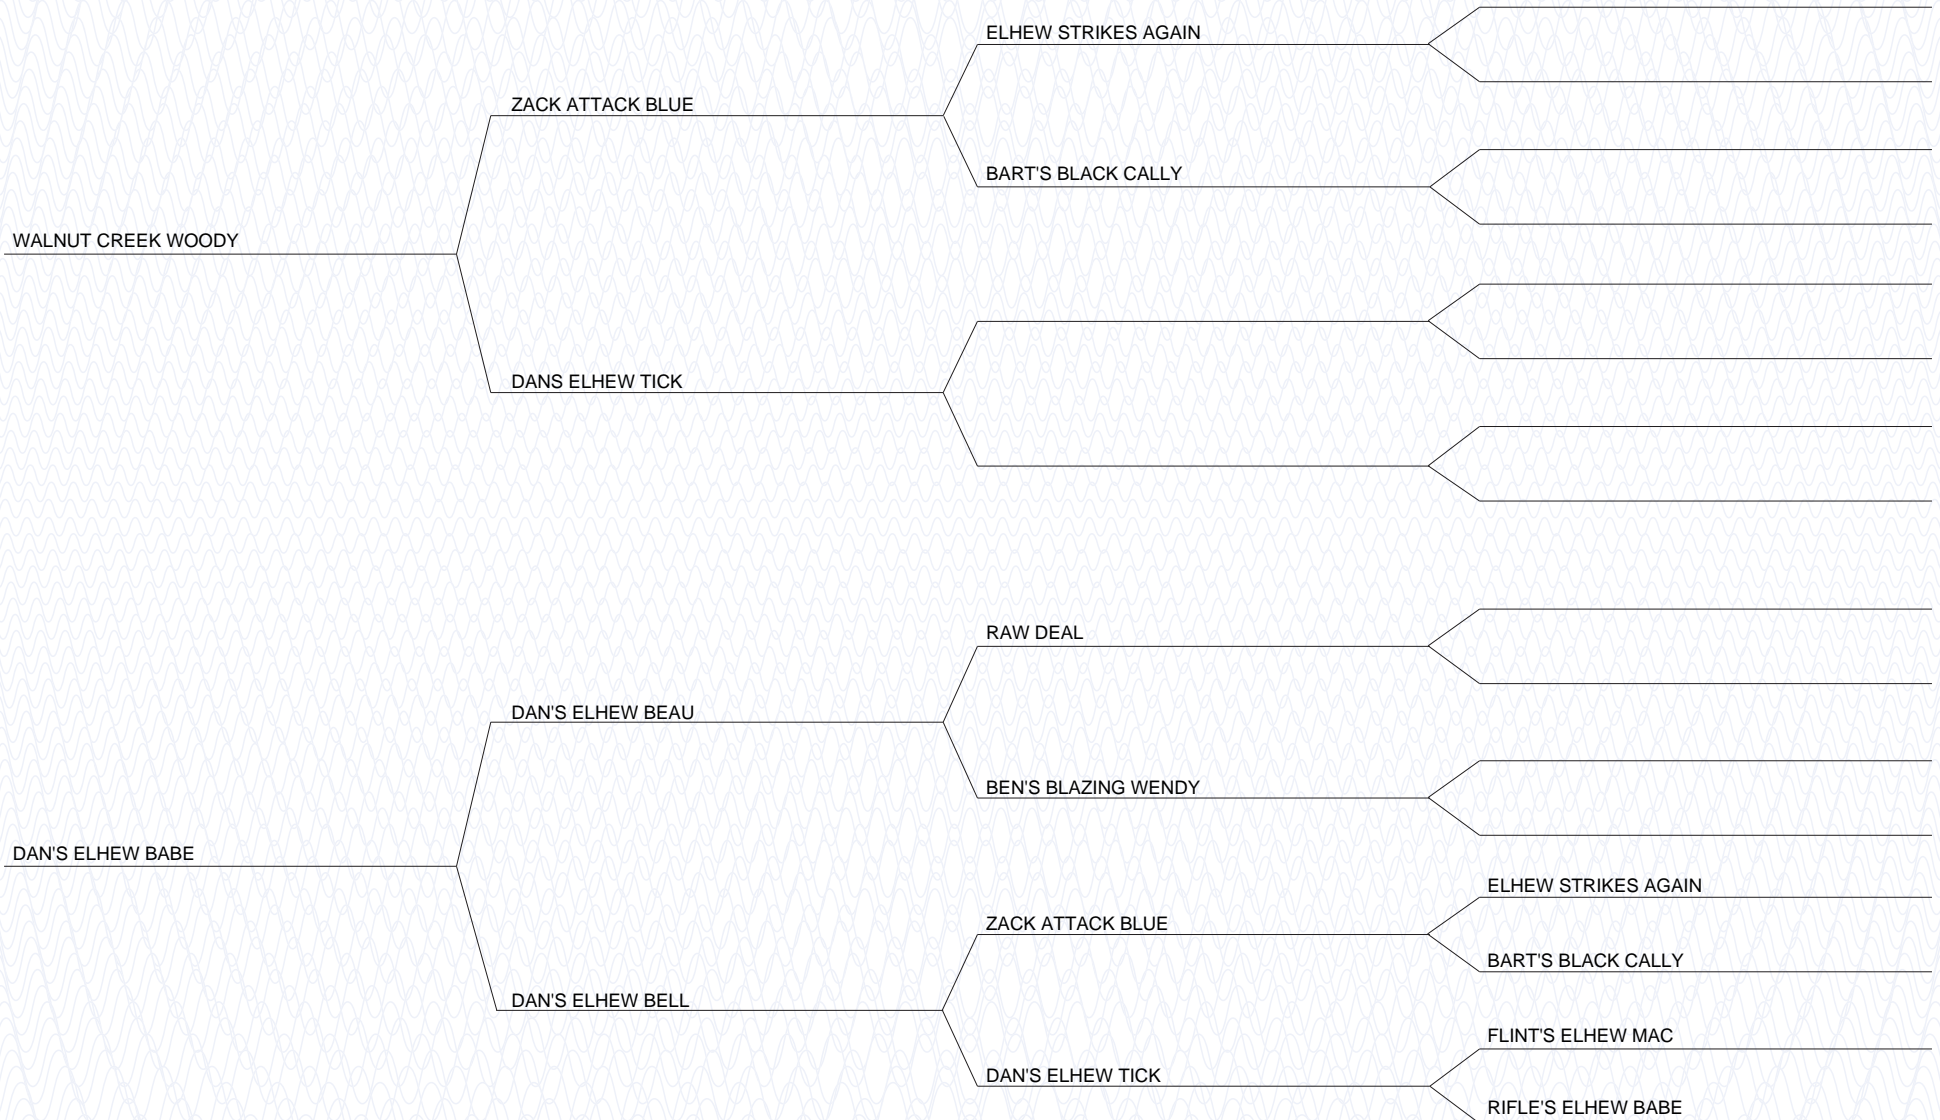 ELHEW STRIKES AGAIN
ZACK ATTACK BLUE
BART'S BLACK CALLY
WALNUT CREEK WOODY
DANS ELHEW TICK
RAW DEAL
DAN'S ELHEW BEAU
BEN'S BLAZING WENDY
DAN'S ELHEW BABE
ELHEW STRIKES AGAIN
ZACK ATTACK BLUE
BART'S BLACK CALLY
DAN'S ELHEW BELL
FLINT'S ELHEW MAC
DAN'S ELHEW TICK
RIFLE'S ELHEW BABE